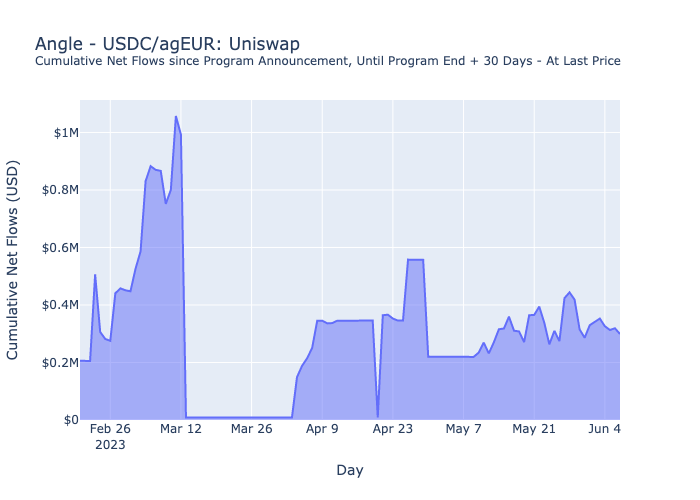 Angle - USDC/agEUR: Uniswap
Cumulative Net Flows since Program Announcement, Until Program End + 30 Days - At Last Price
Cumulative Net Flows (USD)
$1M
$0.8M
$0.6M
$0.4M
$0.2M
$0
Feb 26 Mar 12 Mar 26 Apr 9 Apr 23 May 7 May 21 Jun 4
2023
Day